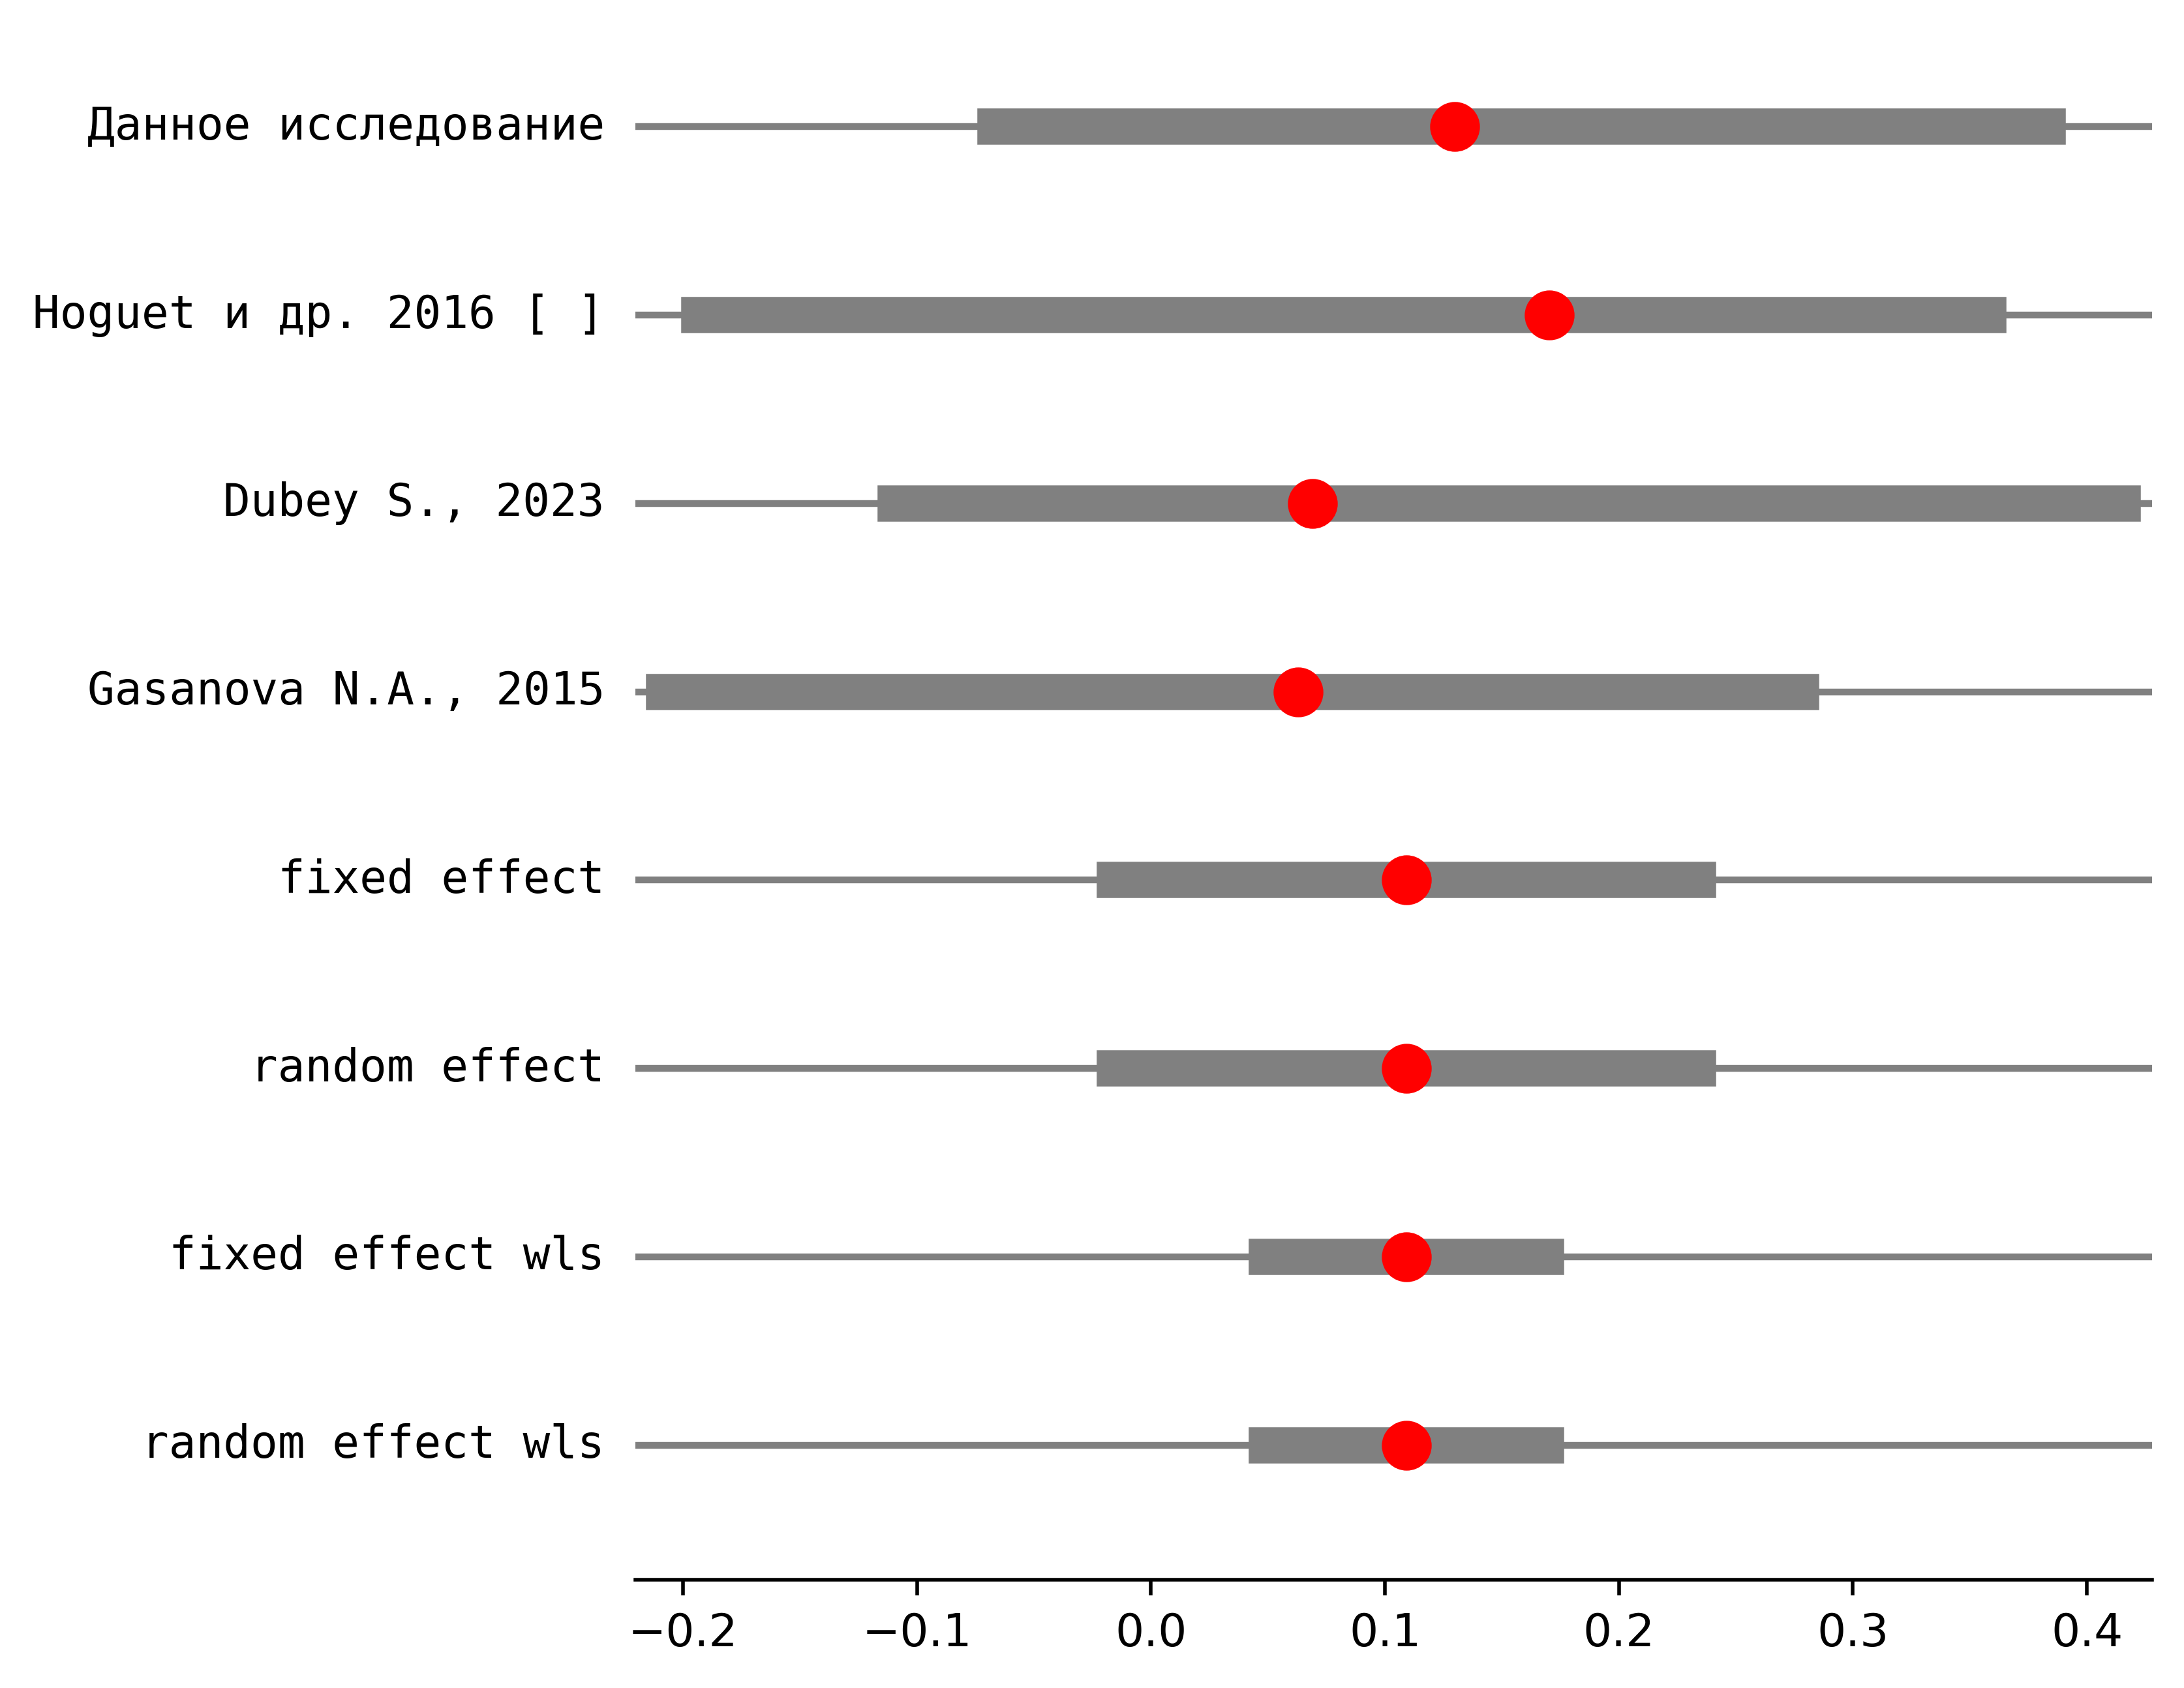 Данное исследование
Hoguet и др. 2016 [ ]
Dubey S., 2023
Gasanova N.A., 2015
fixed effect
random effect
fixed effect wls
random effect wls
−0.2 −0.1 0.0 0.1 0.2 0.3 0.4